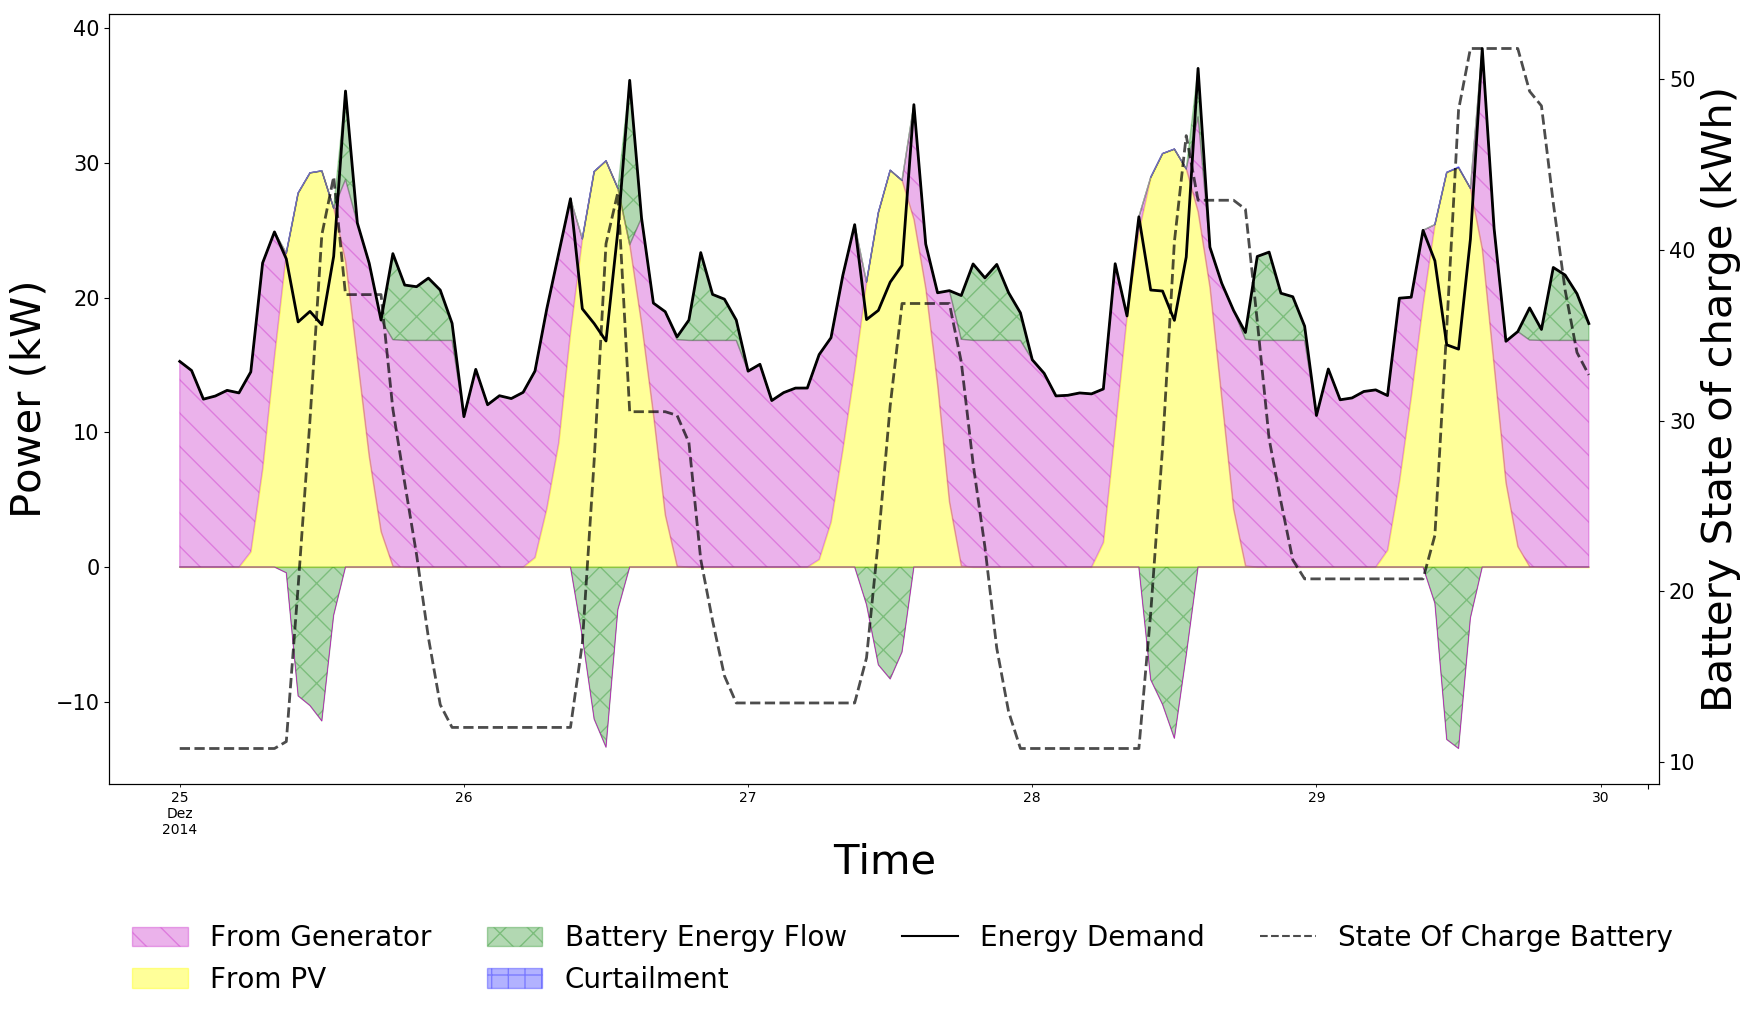 40
30
20
10
0
−10
Power (kW)
50
40
30
20
10
Battery State of charge (kWh)
25
Dez
2014
26
27
28
29
30
Time
From Generator
Battery Energy Flow
Energy Demand
State Of Charge Battery
From PV
Curtailment